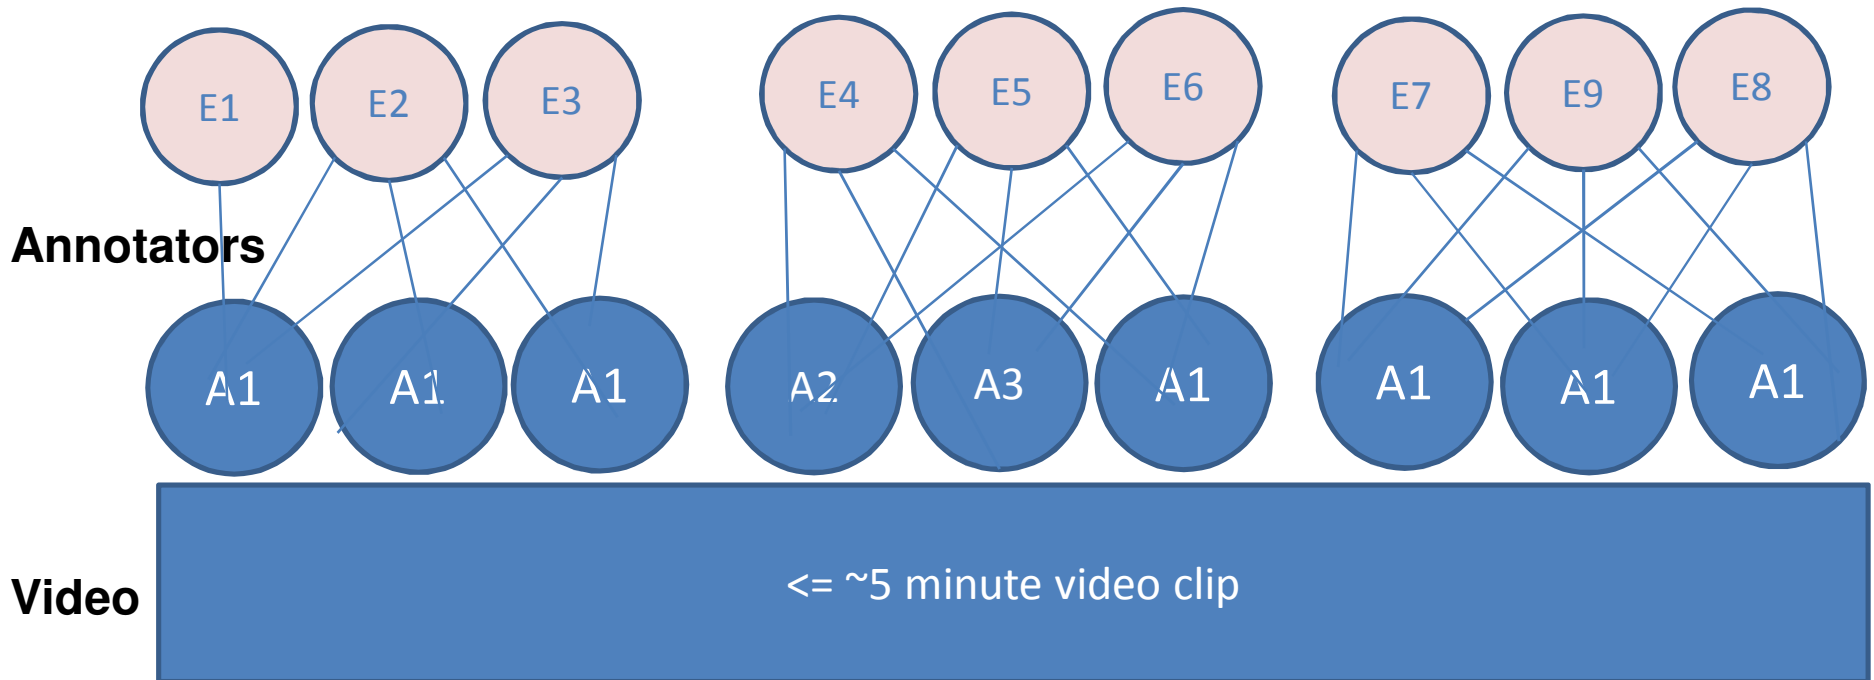 E1 E2 E3 E4 E5 E6 E7 E9 E8
Annotators
A1 A1 A1 A2 A3 A1 A1 A1 A1
<= ~5 minute video clip
Video